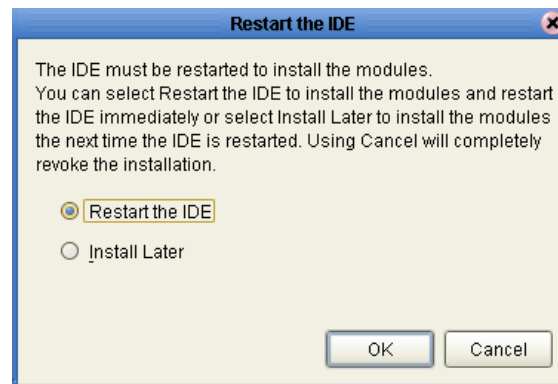 Restart the IDE
The IDE must be restarted to install the modules.
You can select Restart the IDE to install the modules and restart
the IDE immediately or select Install Later to install the modules
the next time the IDE is restarted. Using Cancel will completely
revoke the installation.
Restart the IDE
Install Later
OK
Cancel